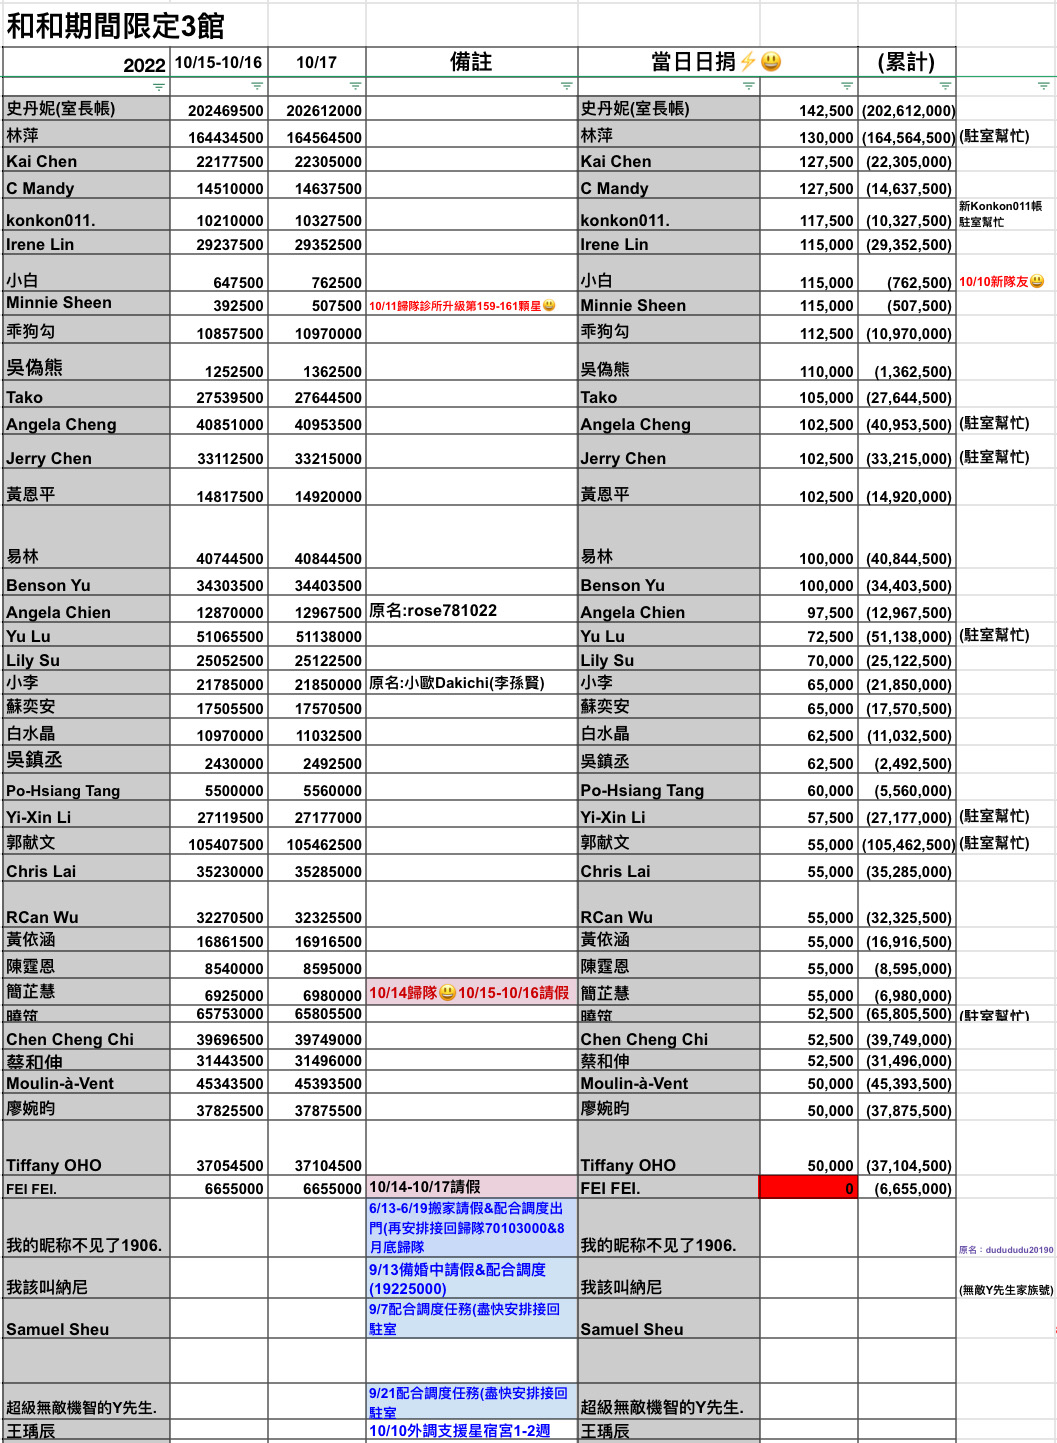 和和期間限定3館
2022 10/15-10/16 10/17 備註 當日日捐⚡😃 (累計)
史丹妮(室長帳) 202469500 202612000 史丹妮(室長帳) 142,500 (202,612,000)
林萍 164434500 164564500 林萍 130,000 (164,564,500) (駐室幫忙)
Kai Chen 22177500 22305000 Kai Chen 127,500 (22,305,000)
C Mandy 14510000 14637500 C Mandy 127,500 (14,637,500)
新Konkon011帳
konkon011. 10210000 10327500 konkon011. 117,500 (10,327,500) 駐室幫忙
Irene Lin 29237500 29352500 Irene Lin 115,000 (29,352,500)
小白 647500 762500 小白 115,000 (762,500) 10/10新隊友😃
Minnie Sheen 392500 507500 10/11歸隊診所升級第159-161顆星😃 Minnie Sheen 115,000 (507,500)
乖狗勾 10857500 10970000 乖狗勾 112,500 (10,970,000)
吳偽熊 1252500 1362500 吳偽熊 110,000 (1,362,500)
Tako 27539500 27644500 Tako 105,000 (27,644,500)
Angela Cheng 40851000 40953500 Angela Cheng 102,500 (40,953,500) (駐室幫忙)
Jerry Chen 33112500 33215000 Jerry Chen 102,500 (33,215,000) (駐室幫忙)
黃恩平 14817500 14920000 黃恩平 102,500 (14,920,000)
易林 40744500 40844500 易林 100,000 (40,844,500)
Benson Yu 34303500 34403500 Benson Yu 100,000 (34,403,500)
Angela Chien 12870000 12967500 原名:rose781022 Angela Chien 97,500 (12,967,500)
Yu Lu 51065500 51138000 Yu Lu 72,500 (51,138,000) (駐室幫忙)
Lily Su 25052500 25122500 Lily Su 70,000 (25,122,500)
小李 21785000 21850000 原名:小歐Dakichi(李孫賢) 小李 65,000 (21,850,000)
蘇奕安 17505500 17570500 蘇奕安 65,000 (17,570,500)
白水晶 10970000 11032500 白水晶 62,500 (11,032,500)
吳鎮丞 2430000 2492500 吳鎮丞 62,500 (2,492,500)
Po-Hsiang Tang 5500000 5560000 Po-Hsiang Tang 60,000 (5,560,000)
Yi-Xin Li 27119500 27177000 Yi-Xin Li 57,500 (27,177,000) (駐室幫忙)
郭献文 105407500 105462500 郭献文 55,000 (105,462,500) (駐室幫忙)
Chris Lai 35230000 35285000 Chris Lai 55,000 (35,285,000)
RCan Wu 32270500 32325500 RCan Wu 55,000 (32,325,500)
黃依涵 16861500 16916500 黃依涵 55,000 (16,916,500)
陳霆恩 8540000 8595000 陳霆恩 55,000 (8,595,000)
簡芷慧 6925000 6980000 10/14歸隊😃10/15-10/16請假 簡芷慧 55,000 (6,980,000)
曉筑 65753000 65805500 曉筑 52,500 (65,805,500) (駐室幫忙)
Chen Cheng Chi 39696500 39749000 Chen Cheng Chi 52,500 (39,749,000)
蔡和伸 31443500 31496000 蔡和伸 52,500 (31,496,000)
Moulin-à-Vent 45343500 45393500 Moulin-à-Vent 50,000 (45,393,500)
廖婉昀 37825500 37875500 廖婉昀 50,000 (37,875,500)
Tiffany OHO 37054500 37104500 Tiffany OHO 50,000 (37,104,500)
FEI FEI. 6655000 6655000 10/14-10/17請假 FEI FEI. 0 (6,655,000)
6/13-6/19搬家請假&配合調度出
門(再安排接回歸隊70103000&8
我的昵称不见了1906. 月底歸隊 我的昵称不见了1906. 原名：dudududu20190
9/13備婚中請假&配合調度
我該叫納尼 (19225000) 我該叫納尼 (無敵Y先生家族號)
9/7配合調度任務(盡快安排接回
Samuel Sheu 駐室 Samuel Sheu
9/21配合調度任務(盡快安排接回
超級無敵機智的Y先生. 駐室 超級無敵機智的Y先生.
王瑀辰 10/10外調支援星宿宮1-2週 王瑀辰